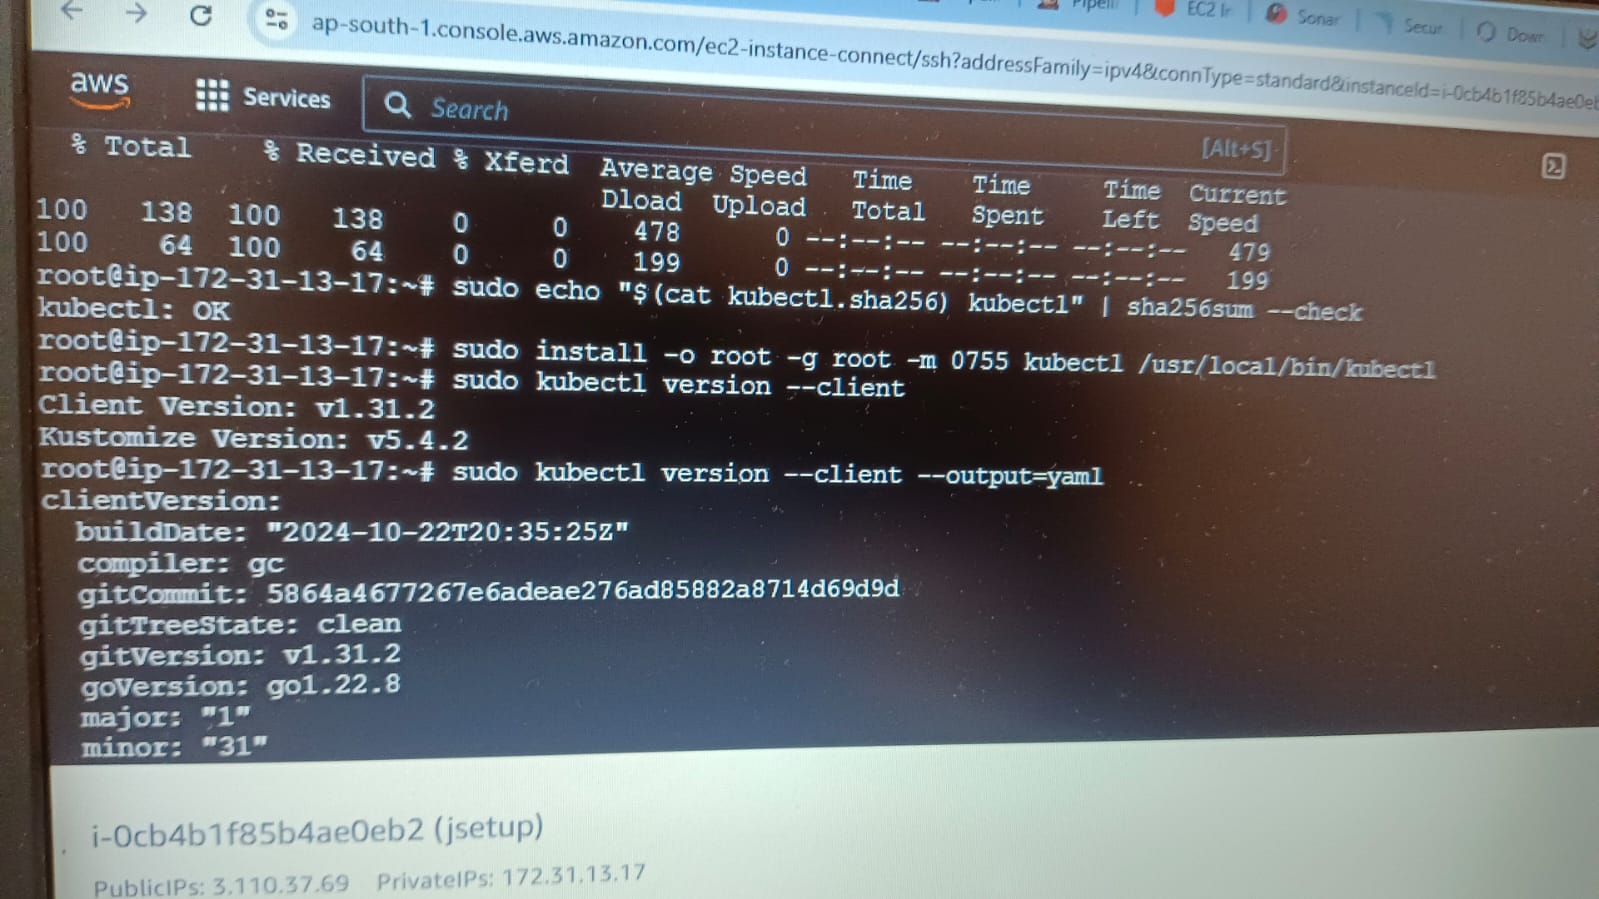 Pipeli
EC2 In
Sonar
Secur
Down
ap-south-1.console.aws.amazon.com/ec2-instance-connect/ssh?addressFamily=ipv4&connType=standard&instanceId=i-0cb4b1f85b4ae0eb
aws
Services
Search
[Alt+S]
% Total % Received % Xferd Average Speed Time Time Time Current
Dload Upload Total Spent Left Speed
100 138 100 138 0 0 478 0 --:--:-- --:--:-- --:--:-- 479
100 64 100 64 0 0 199 0 --:--:-- --:--:-- --:--:-- 199
root@ip-172-31-13-17:~# sudo echo "$(cat kubectl.sha256) kubectl" | sha256sum --check
kubectl: OK
root@ip-172-31-13-17:~# sudo install -o root -g root -m 0755 kubectl /usr/local/bin/kubectl
root@ip-172-31-13-17:~# sudo kubectl version --client
Client Version: v1.31.2
Kustomize Version: v5.4.2
root@ip-172-31-13-17:~# sudo kubectl version --client --output=yaml
clientVersion:
  buildDate: "2024-10-22T20:35:25Z"
  compiler: gc
  gitCommit: 5864a4677267e6adeae276ad85882a8714d69d9d
  gitTreeState: clean
  gitVersion: v1.31.2
  goVersion: go1.22.8
  major: "1"
  minor: "31"
i-0cb4b1f85b4ae0eb2 (jsetup)
PublicIPs: 3.110.37.69 PrivateIPs: 172.31.13.17